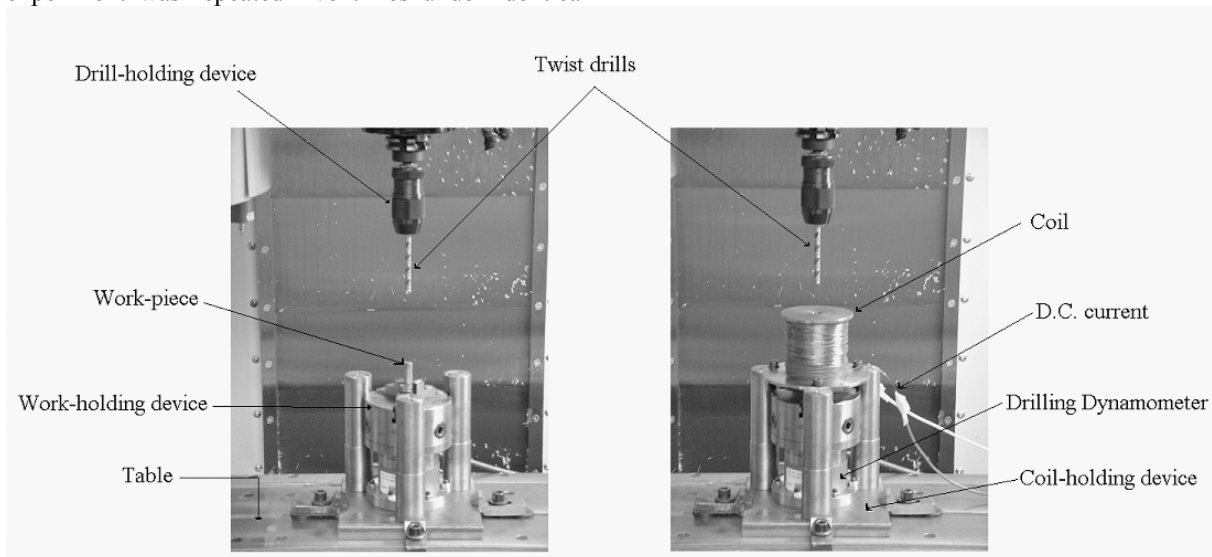 Drill-holding device
Twist drills
Work-piece
Work-holding device
Table
Coil
D.C. current
Drilling Dynamometer
Coil-holding device